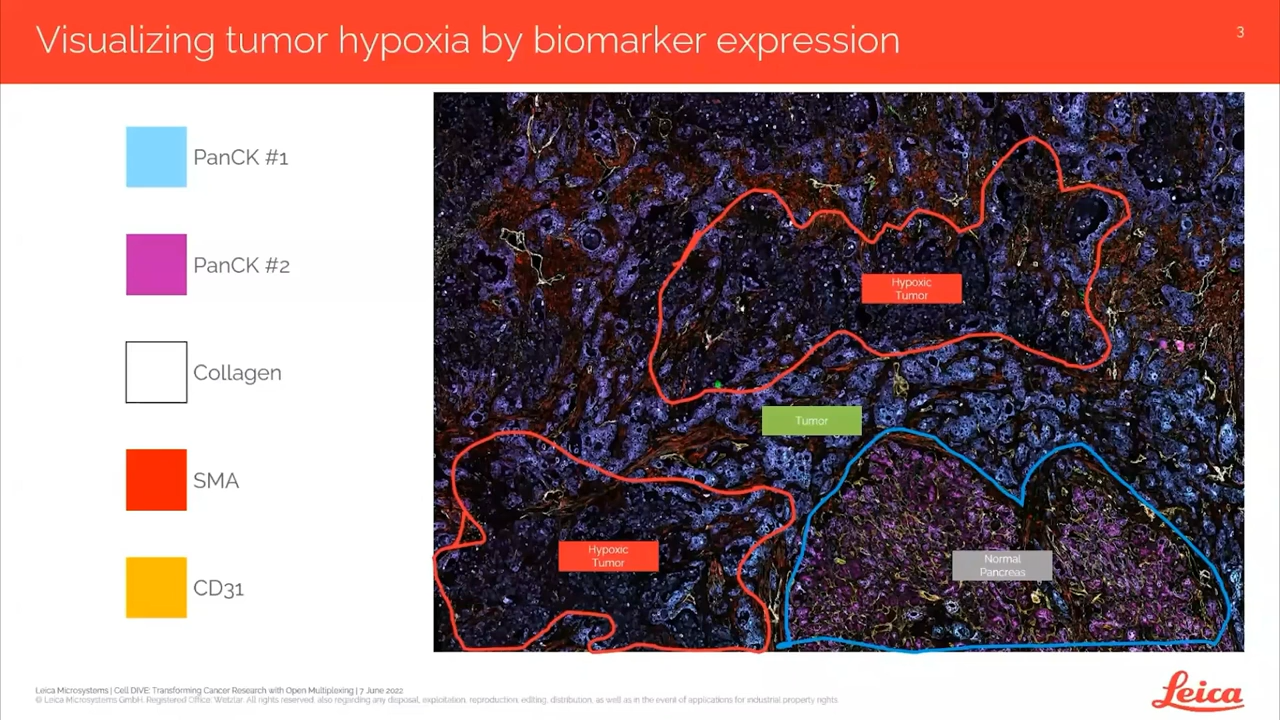 Visualizing tumor hypoxia by biomarker expression
3
PanCK #1
PanCK #2
Collagen
SMA
CD31
Hypoxic
Tumor
Tumor
Hypoxic
Tumor
Normal
Pancreas
Leica Microsystems | Cell DIVE: Transforming Cancer Research with Open Multiplexing | 7 June 2022
© Leica Microsystems GmbH. Registered Office: Wetzlar. All rights reserved; also regarding any disposal, exploitation, reproduction, editing, distribution, as well as in the event of applications for industrial property rights
Leica